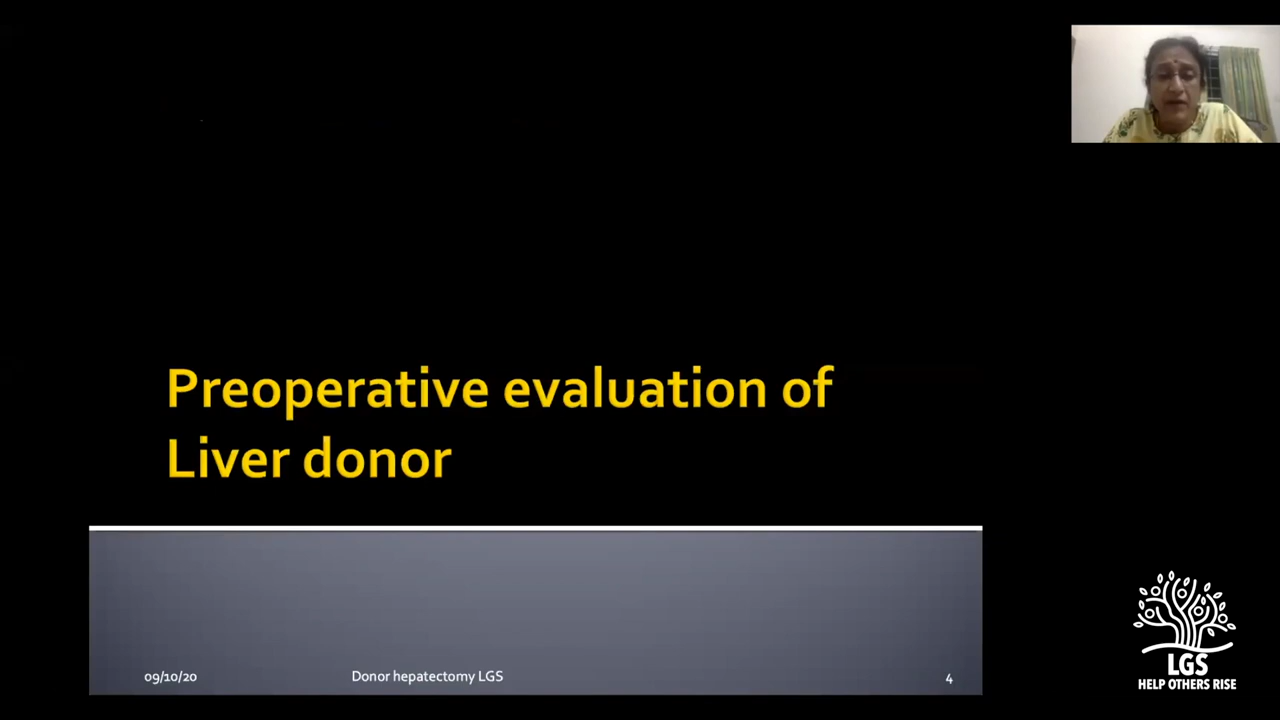 Preoperative evaluation of
Liver donor
09/10/20 Donor hepatectomy LGS 4
LGS
HELP OTHERS RISE